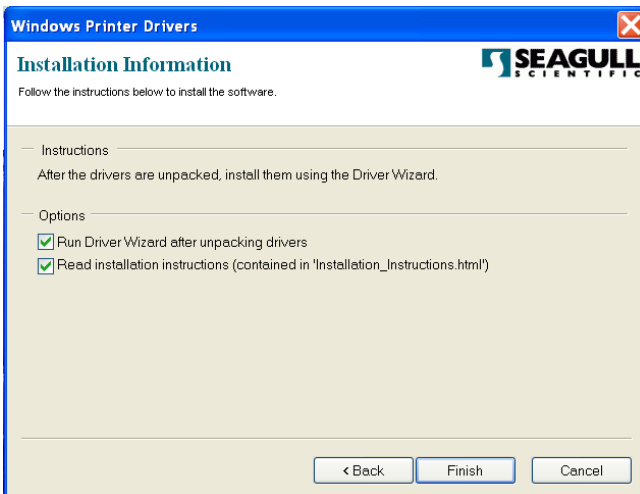 Windows Printer Drivers
Installation Information
SEAGULL
SCIENTIFIC
Follow the instructions below to install the software.
Instructions
After the drivers are unpacked, install them using the Driver Wizard.
Options
Run Driver Wizard after unpacking drivers
Read installation instructions (contained in 'Installation_Instructions.html')
< Back
Finish
Cancel